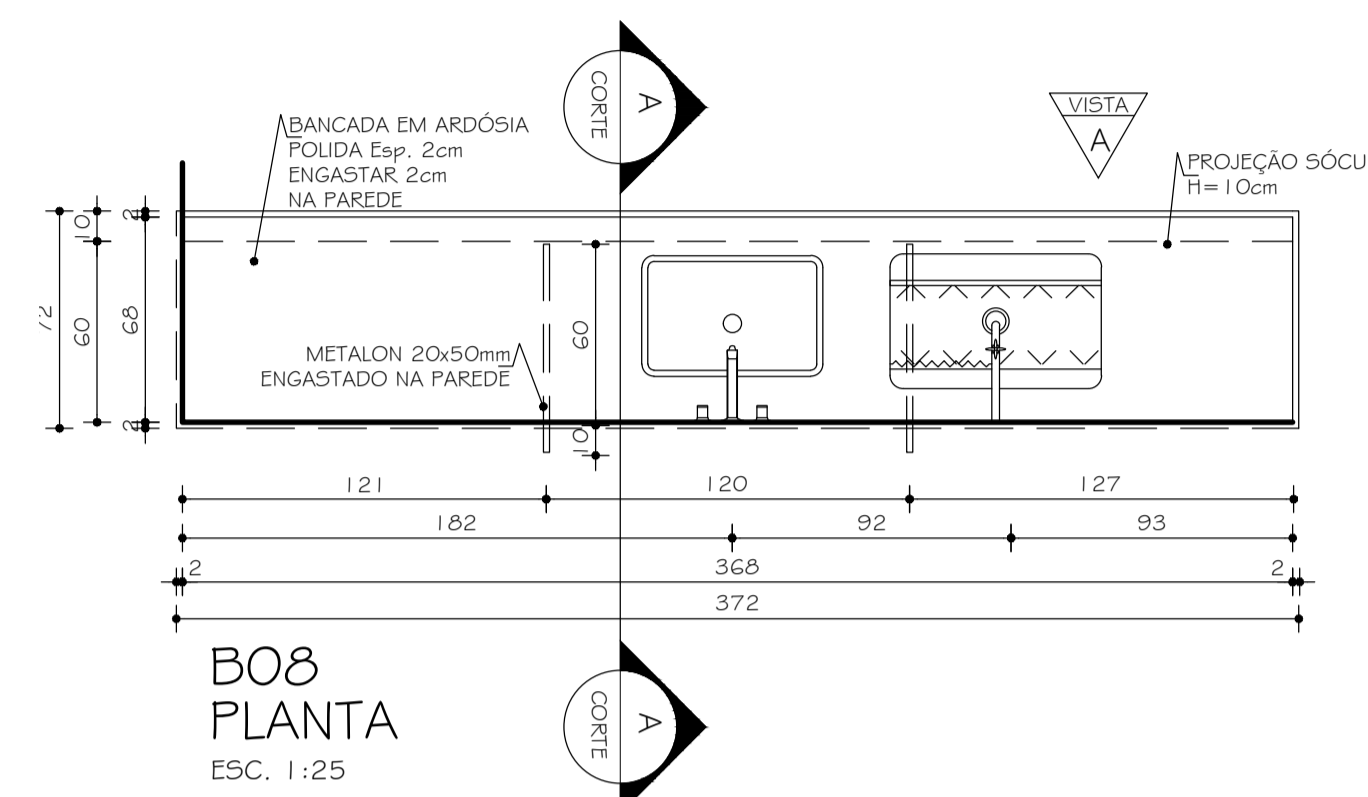 CORTE
A
VISTA
A
BANCADA EM ARDÓSIA
POLIDA Esp. 2cm
ENGASTAR 2cm
NA PAREDE
PROJEÇÃO SÓCU
H=10cm
10
2
72
60
68
2
60
10
METALON 20x50mm
ENGASTADO NA PAREDE
121
120
127
182
92
93
2
368
2
372
B08
PLANTA
ESC. 1:25
CORTE
A